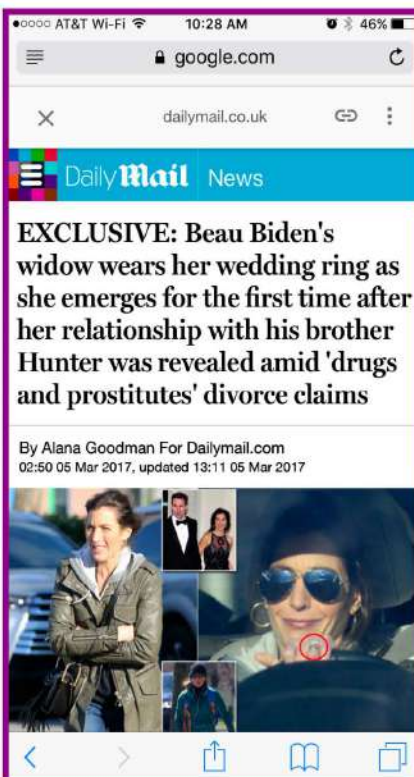 AT&T Wi-Fi 10:28 AM 46%
google.com
dailymail.co.uk
Daily Mail News
EXCLUSIVE: Beau Biden's
widow wears her wedding ring as
she emerges for the first time after
her relationship with his brother
Hunter was revealed amid 'drugs
and prostitutes' divorce claims
By Alana Goodman For Dailymail.com
02:50 05 Mar 2017, updated 13:11 05 Mar 2017